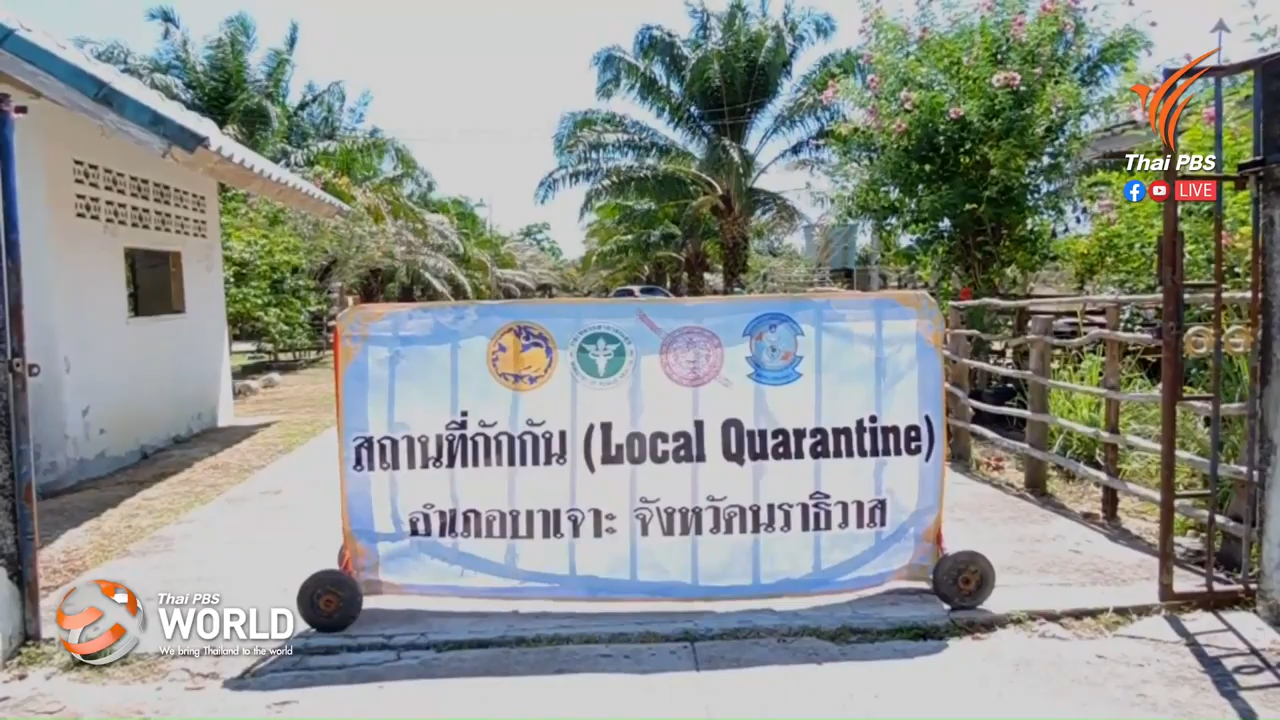 Thai PBS
LIVE
สถานที่กักกัน (Local Quarantine)
อำเภอบาเจาะ จังหวัดนราธิวาส
Thai PBS
WORLD
We bring Thailand to the world